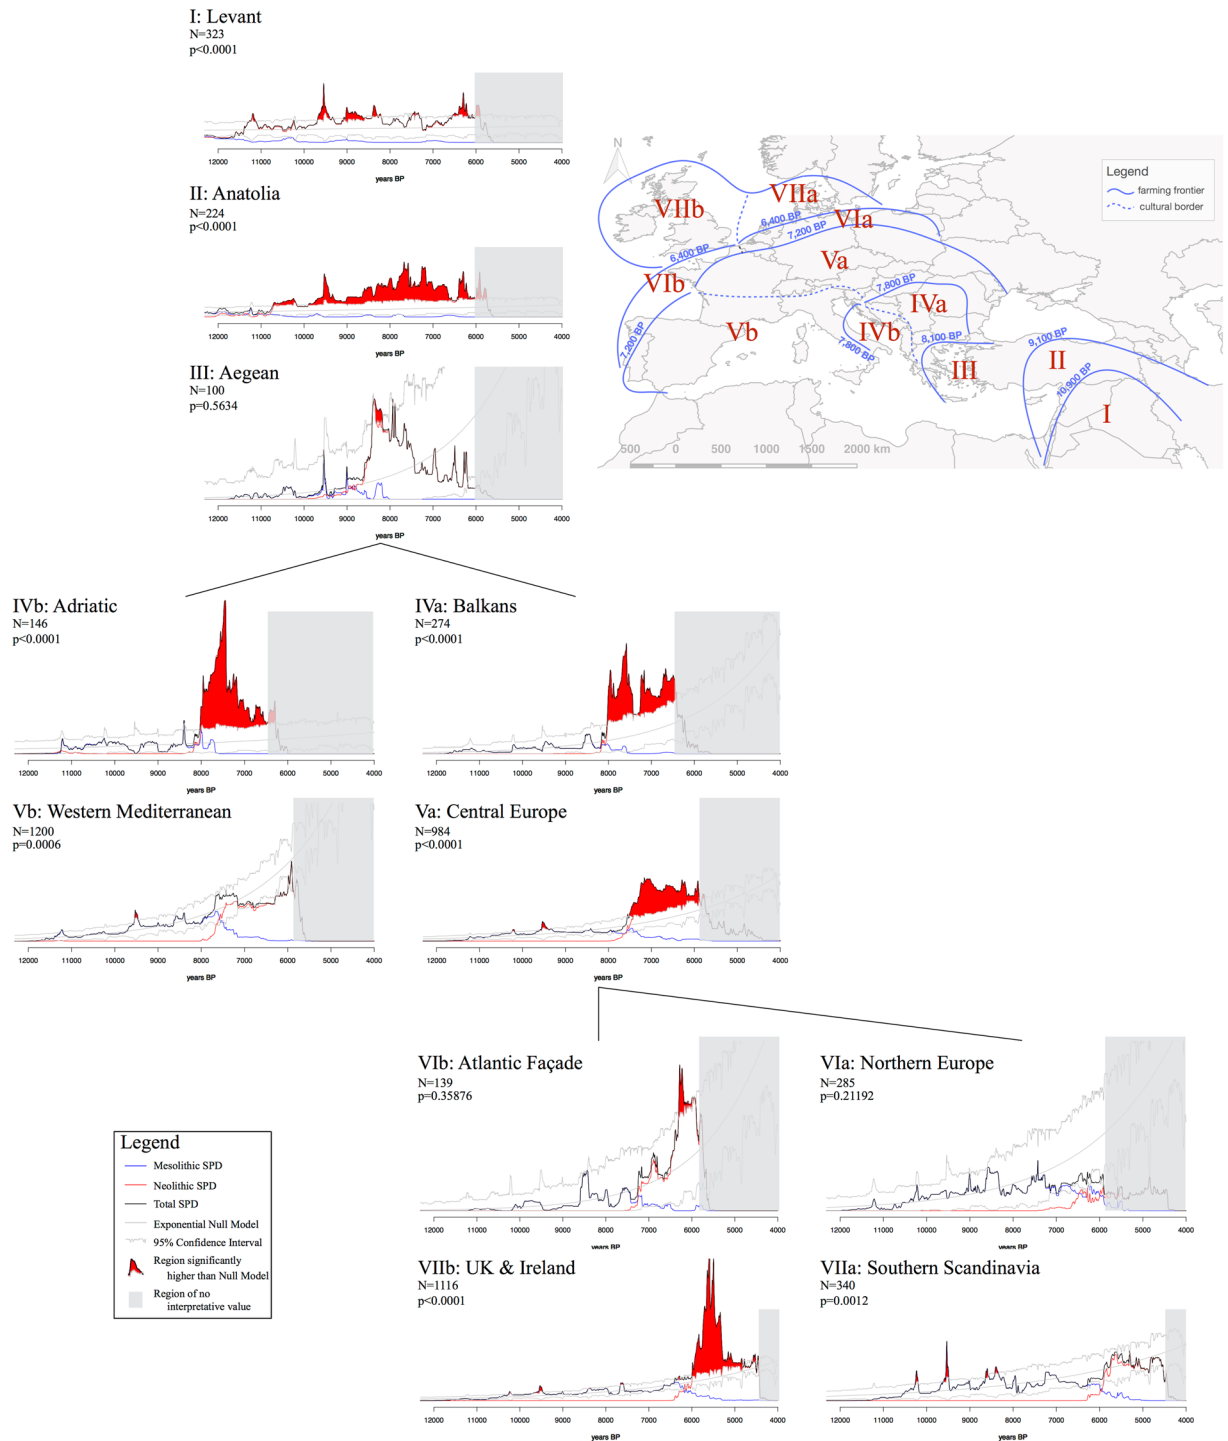 I: Levant
N=323
p<0.0001
12000 11000 10000 9000 8000 7000 6000 5000 4000
years BP
II: Anatolia
N=224
p<0.0001
12000 11000 10000 9000 8000 7000 6000 5000 4000
years BP
III: Aegean
N=100
p=0.5634
12000 11000 10000 9000 8000 7000 6000 5000 4000
years BP
N
Legend
farming frontier
cultural border
VIIb
VIIa
6,400 BP
VIa
7,200 BP
6,400 BP
Va
VIb
7,800 BP
IVa
Vb
IVb
7,200 BP
7,800 BP
8,100 BP
III
9,100 BP
II
10,900 BP
I
500 0 500 1000 1500 2000 km
IVb: Adriatic
N=146
p<0.0001
12000 11000 10000 9000 8000 7000 6000 5000 4000
years BP
IVa: Balkans
N=274
p<0.0001
12000 11000 10000 9000 8000 7000 6000 5000 4000
years BP
Vb: Western Mediterranean
N=1200
p=0.0006
12000 11000 10000 9000 8000 7000 6000 5000 4000
years BP
Va: Central Europe
N=984
p<0.0001
12000 11000 10000 9000 8000 7000 6000 5000 4000
years BP
VIb: Atlantic Façade
N=139
p=0.35876
12000 11000 10000 9000 8000 7000 6000 5000 4000
years BP
VIa: Northern Europe
N=285
p=0.21192
12000 11000 10000 9000 8000 7000 6000 5000 4000
years BP
Legend
Mesolithic SPD
Neolithic SPD
Total SPD
Exponential Null Model
95% Confidence Interval
Region significantly
higher than Null Model
Region of no
interpretative value
VIIb: UK & Ireland
N=1116
p<0.0001
12000 11000 10000 9000 8000 7000 6000 5000 4000
years BP
VIIa: Southern Scandinavia
N=340
p=0.0012
12000 11000 10000 9000 8000 7000 6000 5000 4000
years BP